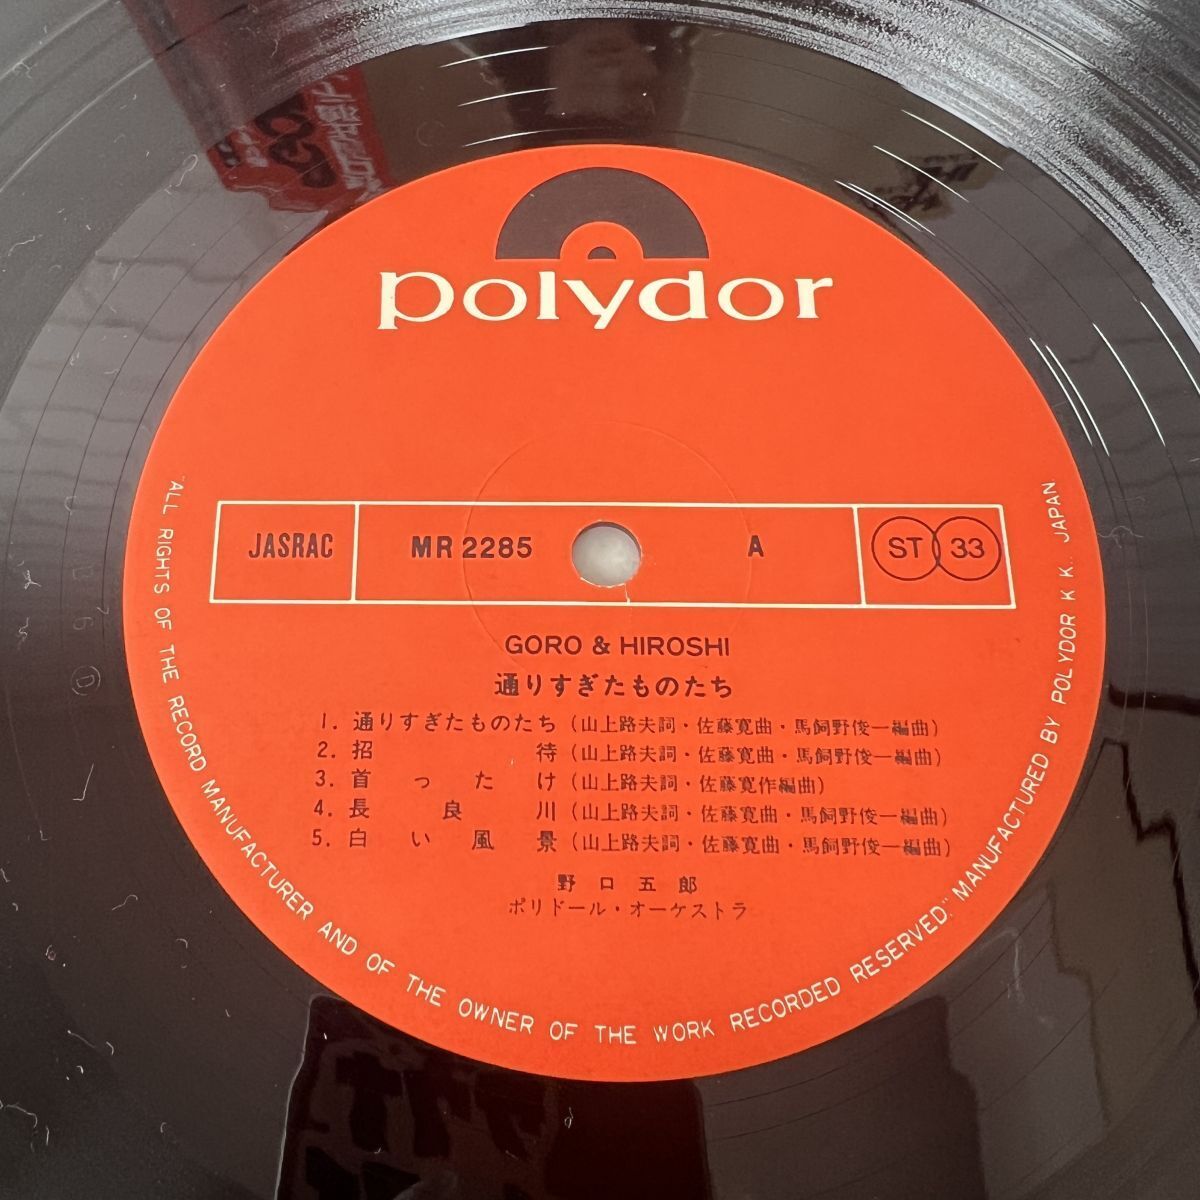 polydor
JASRAC MR 2285 A ST 33
GORO & HIROSHI
通りすぎたものたち
1. 通りすぎたものたち (山上路夫詞・佐藤寛曲・馬飼野俊一編曲)
2. 招待 (山上路夫詞・佐藤寛曲・馬飼野俊一編曲)
3. 首ったけ (山上路夫詞・佐藤寛作編曲)
4. 長良川 (山上路夫詞・佐藤寛曲・馬飼野俊一編曲)
5. 白い風景 (山上路夫詞・佐藤寛曲・馬飼野俊一編曲)
野口五郎
ポリドール・オーケストラ
"ALL RIGHTS OF THE RECORD MANUFACTURER AND OF THE OWNER OF THE WORK RECORDED RESERVED." MANUFACTURED BY POLYDOR K K., JAPAN